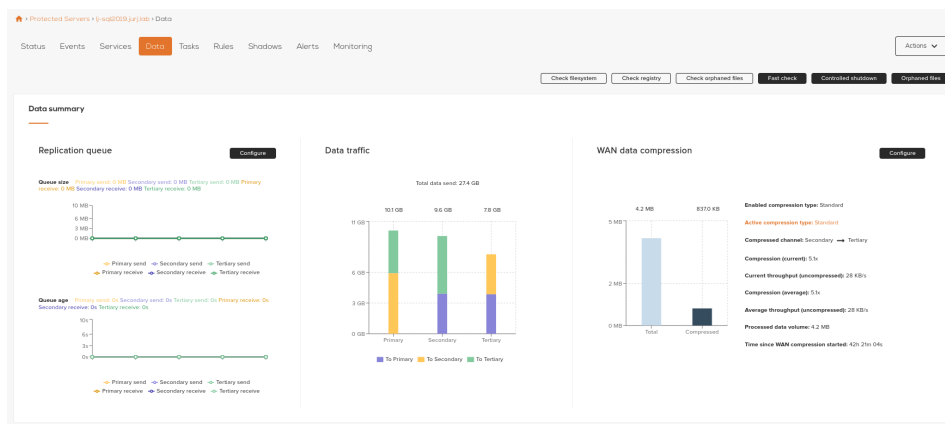 Protected Servers › lj-sql2019.jurj.lab › Data
Status Events Services Data Tasks Rules Shadows Alerts Monitoring
Actions
Check filesystem Check registry Check orphaned files Fast check Controlled shutdown Orphaned files
Data summary
Replication queue
Configure
Queue size Primary send: 0 MB Secondary send: 0 MB Tertiary send: 0 MB Primary
receive: 0 MB Secondary receive: 0 MB Tertiary receive: 0 MB
10 MB
6 MB
3 MB
0 MB
Primary send Secondary send Tertiary send
Primary receive Secondary receive Tertiary receive
Queue age Primary send: 0s Secondary send: 0s Tertiary send: 0s Primary receive: 0s
Secondary receive: 0s Tertiary receive: 0s
10s
6s
3s
0s
Primary send Secondary send Tertiary send
Primary receive Secondary receive Tertiary receive
Data traffic
Total data send: 27.4 GB
10.1 GB 9.6 GB 7.8 GB
11 GB
6 GB
3 GB
0 GB
Primary Secondary Tertiary
To Primary To Secondary To Tertiary
WAN data compression
Configure
4.2 MB 837.0 KB
5 MB
2 MB
0 MB
Total Compressed
Enabled compression type: Standard
Active compression type: Standard
Compressed channel: Secondary → Tertiary
Compression (current): 5.1x
Current throughput (uncompressed): 28 KB/s
Compression (average): 5.1x
Average throughput (uncompressed): 28 KB/s
Processed data volume: 4.2 MB
Time since WAN compression started: 42h 21m 04s